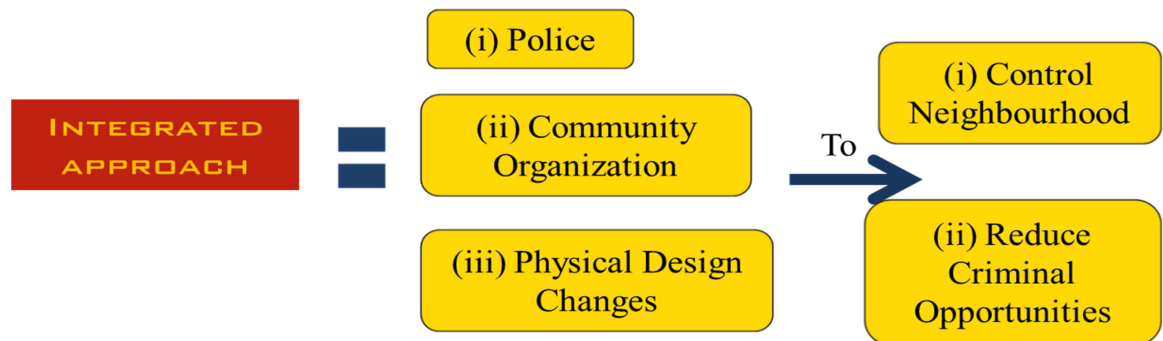 INTEGRATED
APPROACH
(i) Police
(ii) Community
Organization
(iii) Physical Design
Changes
To
(i) Control
Neighbourhood
(ii) Reduce
Criminal
Opportunities